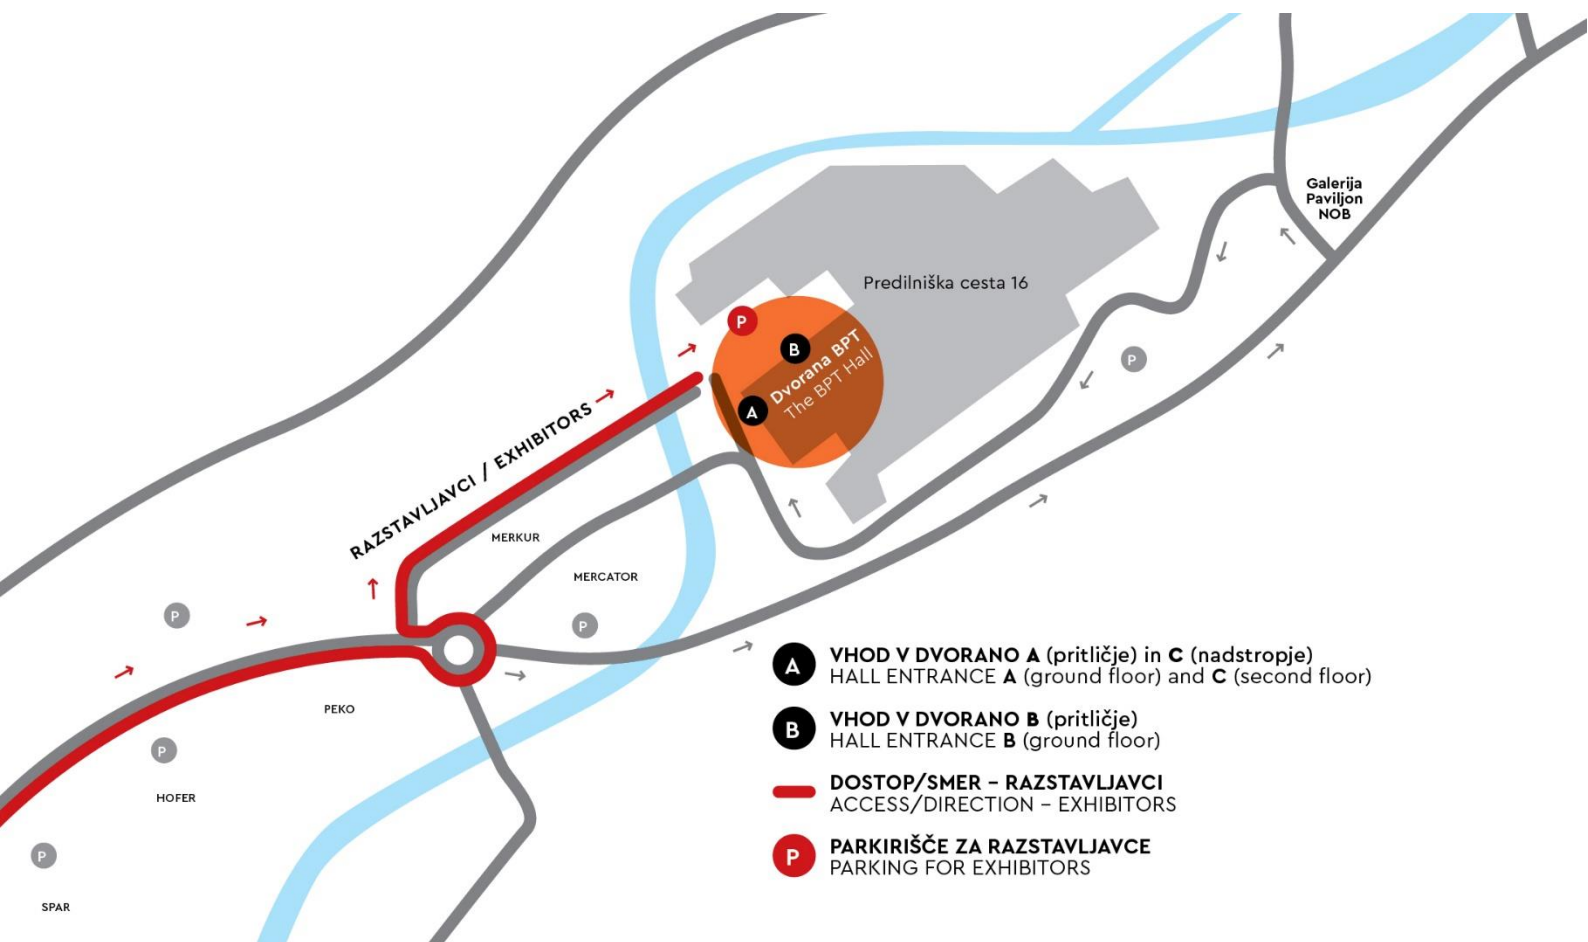 Galerija
Paviljon
NOB
Predilniška cesta 16
P
B
Dvorana BPT
The BPT Hall
A
P
RAZSTAVLJAVCI / EXHIBITORS
MERKUR
MERCATOR
P
P
PEKO
P
HOFER
P
SPAR
A VHOD V DVORANO A (pritličje) in C (nadstropje)
HALL ENTRANCE A (ground floor) and C (second floor)
B VHOD V DVORANO B (pritličje)
HALL ENTRANCE B (ground floor)
DOSTOP/SMER – RAZSTAVLJAVCI
ACCESS/DIRECTION – EXHIBITORS
P PARKIRIŠČE ZA RAZSTAVLJAVCE
PARKING FOR EXHIBITORS